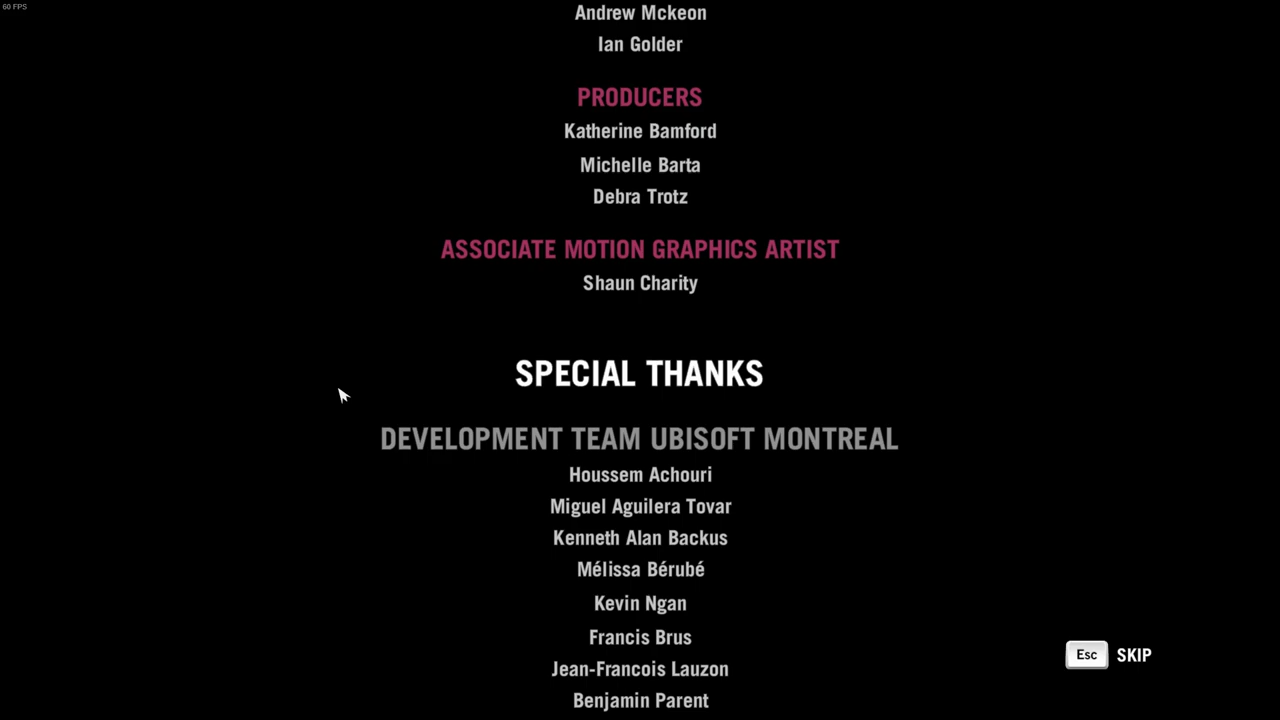 60 FPS
Andrew Mckeon
Ian Golder
PRODUCERS
Katherine Bamford
Michelle Barta
Debra Trotz
ASSOCIATE MOTION GRAPHICS ARTIST
Shaun Charity
SPECIAL THANKS
DEVELOPMENT TEAM UBISOFT MONTREAL
Houssem Achouri
Miguel Aguilera Tovar
Kenneth Alan Backus
Mélissa Bérubé
Kevin Ngan
Francis Brus
Jean-Francois Lauzon
Benjamin Parent
Esc SKIP